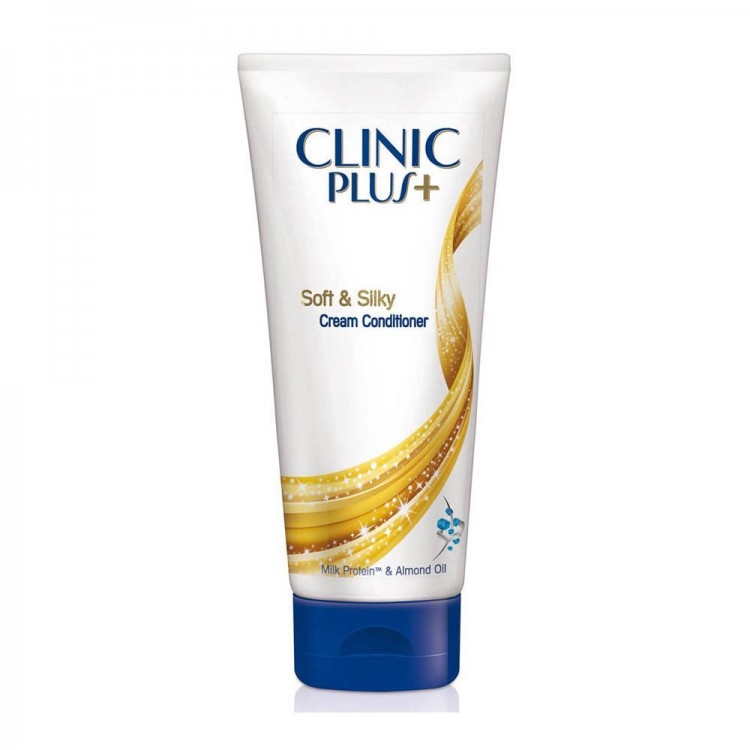 CLINIC
PLUS+
Soft & Silky
Cream Conditioner
Milk Protein™ & Almond Oil